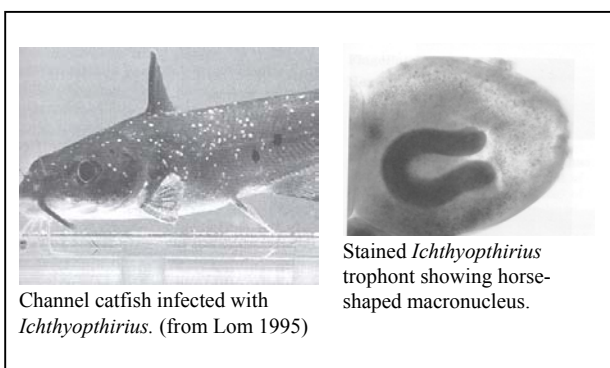 Channel catfish infected with
Ichthyopthirius. (from Lom 1995)
Stained Ichthyopthirius
trophont showing horse-
shaped macronucleus.